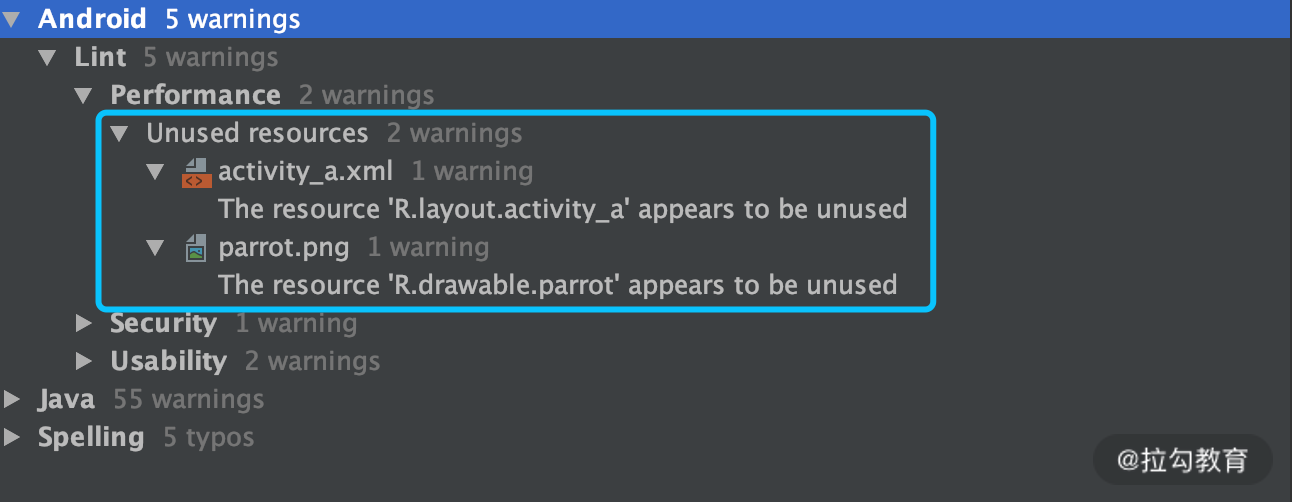 Android 5 warnings
Lint 5 warnings
Performance 2 warnings
Unused resources 2 warnings
activity_a.xml 1 warning
The resource 'R.layout.activity_a' appears to be unused
parrot.png 1 warning
The resource 'R.drawable.parrot' appears to be unused
Security 1 warning
Usability 2 warnings
Java 55 warnings
Spelling 5 typos
@拉勾教育